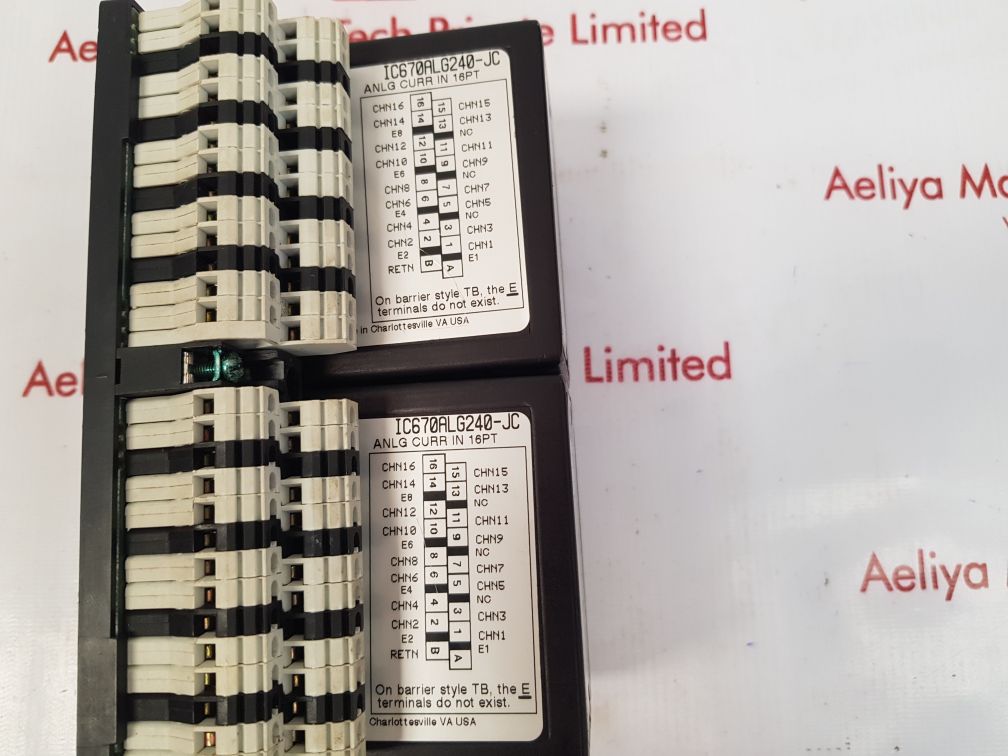 Ae Tech Private Limited
IC670ALG240-JC
ANLG CURR IN 16PT
CHN16 16 15 CHN15
CHN14 14 13 CHN13
E8 NC
CHN12 12 11 CHN11
CHN10 10 9 CHN9
E6 NC
CHN8 8 7 CHN7
CHN6 6 5 CHN5
E4 NC
CHN4 4 3 CHN3
CHN2 2 1 CHN1
E2 E1
RETN B A
On barrier style TB, the E
terminals do not exist.
in Charlottesville VA USA
Aeliya Ma
Ael Limited
IC670ALG240-JC
ANLG CURR IN 16PT
CHN16 16 15 CHN15
CHN14 14 13 CHN13
E8 NC
CHN12 12 11 CHN11
CHN10 10 9 CHN9
E6 NC
CHN8 8 7 CHN7
CHN6 6 5 CHN5
E4 NC
CHN4 4 3 CHN3
CHN2 2 1 CHN1
E2 E1
RETN B A
On barrier style TB, the E
terminals do not exist.
Charlottesville VA USA
Aeliya